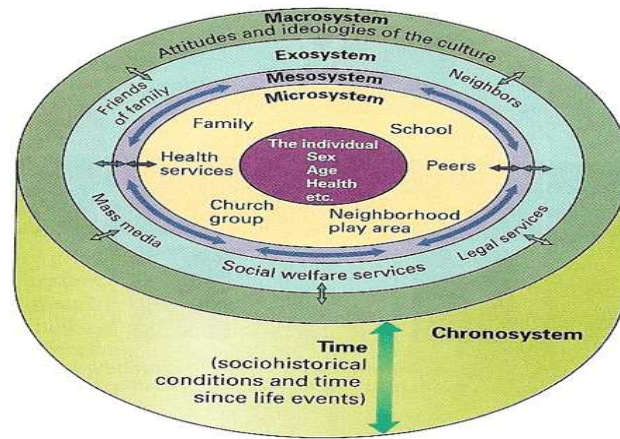 Macrosystem
Attitudes and ideologies of the culture
Exosystem
Mesosystem
Microsystem
Friends
of family
Neighbors
Family
School
The individual
Sex
Age
Health
etc.
Health
services
Peers
Church
group
Neighborhood
play area
Mass media
Social welfare services
Legal services
Chronosystem
Time
(sociohistorical
conditions and time
since life events)